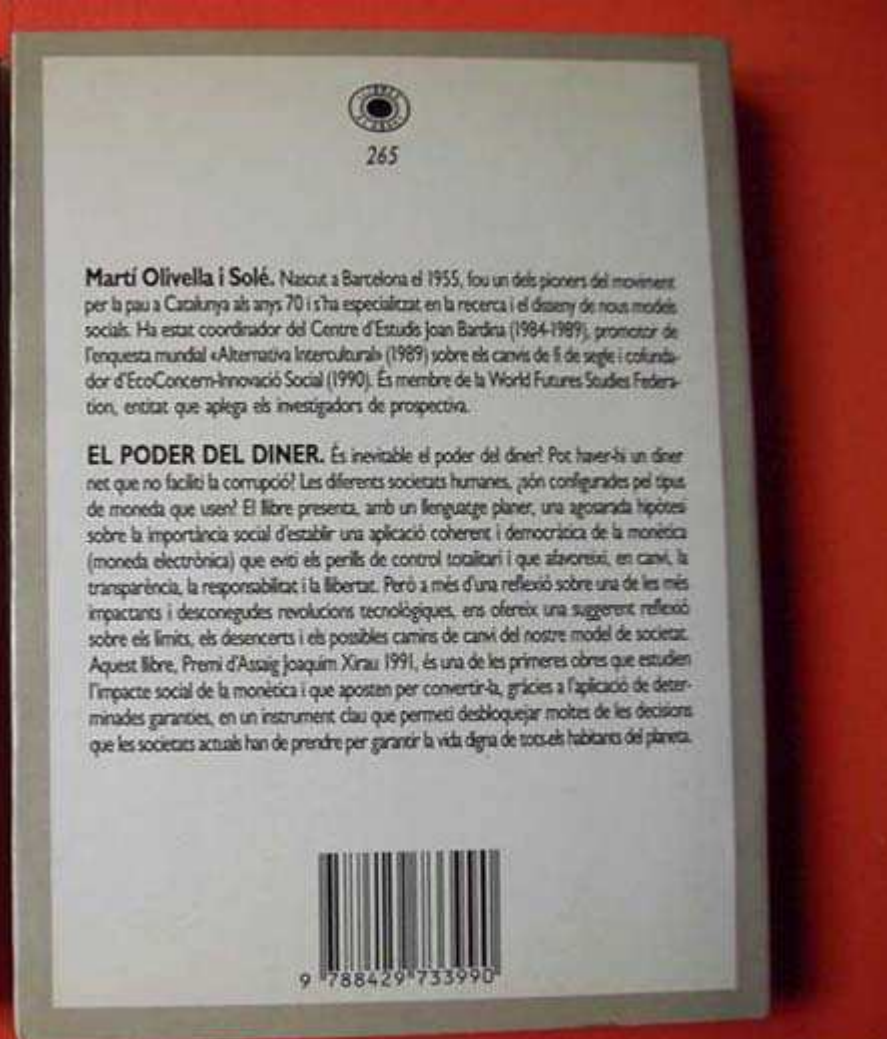 265
Martí Olivella i Solé. Nascut a Barcelona el 1955, fou un dels pioners del moviment
per la pau a Catalunya als anys 70 i s'ha especialitzat en la recerca i el disseny de nous models
socials. Ha estat coordinador del Centre d'Estudis Joan Bardina (1984-1989), promotor de
l'enquesta mundial «Alternativa Intercultural» (1989) sobre els canvis de fi de segle i cofunda-
dor d'EcoConcern-Innovació Social (1990). És membre de la World Futures Studies Federa-
tion, entitat que aplega els investigadors de prospectiva.
EL PODER DEL DINER. És inevitable el poder del diner? Pot haver-hi un diner
net que no faciliti la corrupció? Les diferents societats humanes, ¿són configurades pel tipus
de moneda que usen? El llibre presenta, amb un llenguatge planer, una agosarada hipòtesi
sobre la importància social d'establir una aplicació coherent i democràtica de la monètica
(moneda electrònica) que eviti els perills de control totalitari i que afavoreixi, en canvi, la
transparència, la responsabilitat i la llibertat. Però a més d'una reflexió sobre una de les més
impactants i desconegudes revolucions tecnològiques, ens ofereix una suggerent reflexió
sobre els límits, els desencerts i els possibles camins de canvi del nostre model de societat.
Aquest llibre, Premi d'Assaig Joaquim Xirau 1991, és una de les primeres obres que estudien
l'impacte social de la monètica i que aposten per convertir-la, gràcies a l'aplicació de deter-
minades garanties, en un instrument clau que permeti desbloquejar moltes de les decisions
que les societats actuals han de prendre per garantir la vida digna de tots.els habitants del planeta.
9 788429 733990